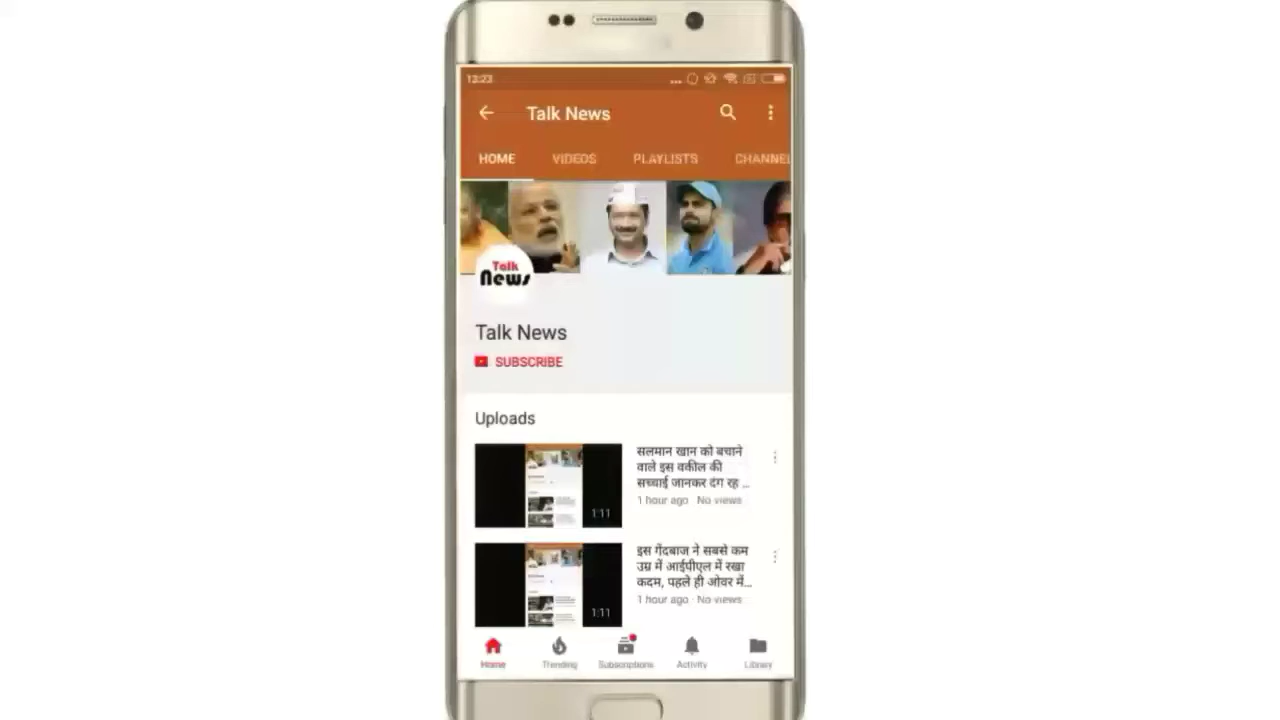 12:23
Talk News
HOME VIDEOS PLAYLISTS CHANNEL
Talk
News
Talk News
SUBSCRIBE
Uploads
सलमान खान को बचाने
वाले इस वकील की
सच्चाई जानकर दंग रह ...
1 hour ago · No views
1:11
इस गेंदबाज ने सबसे कम
उम्र में आईपीएल में रखा
कदम, पहले ही ओवर में...
1 hour ago · No views
1:11
Home Trending Subscriptions Activity Library